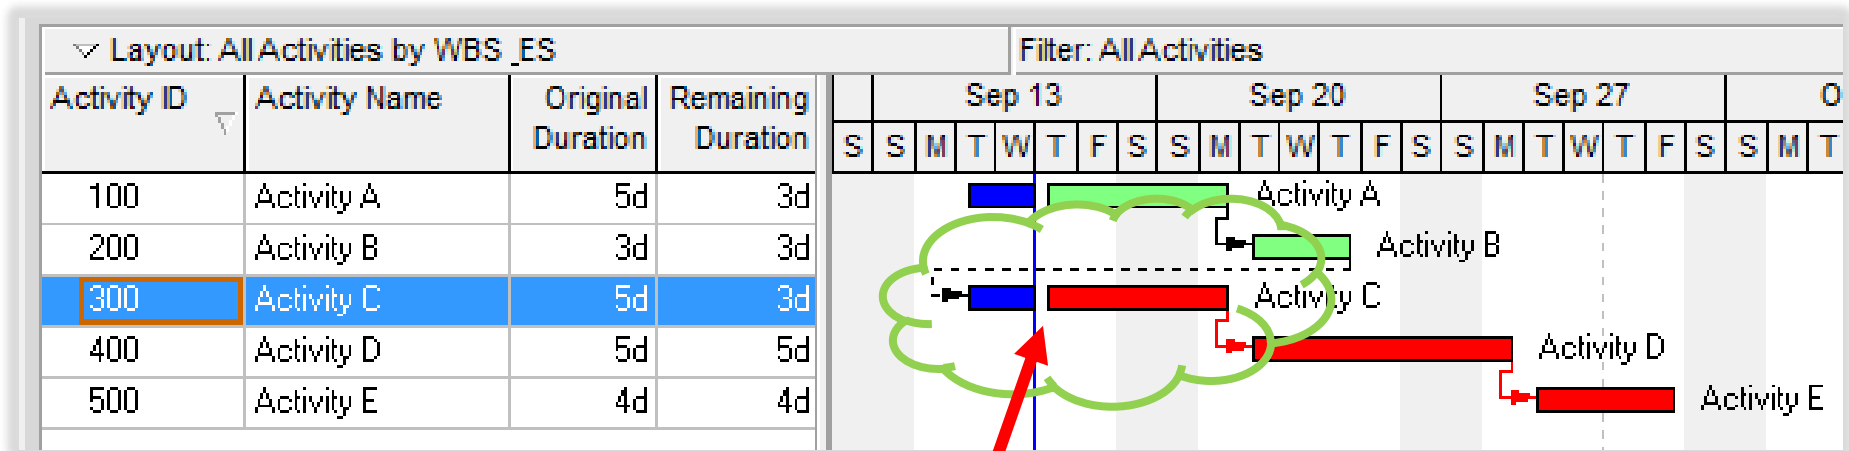 Layout: All Activities by WBS _ES Filter: All Activities
Activity ID Activity Name Original Duration Remaining Duration Sep 13 Sep 20 Sep 27 O
S S M T W T F S S M T W T F S S M T W T F S S M T
100 Activity A 5d 3d Activity A
200 Activity B 3d 3d Activity B
300 Activity C 5d 3d Activity C
400 Activity D 5d 5d Activity D
500 Activity E 4d 4d Activity E